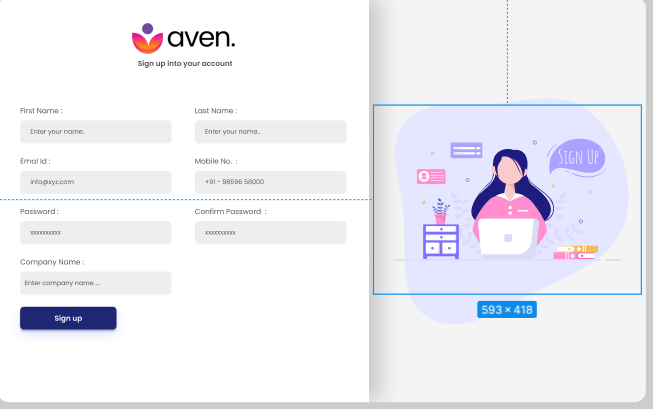 aven.
Sign up into your account
First Name :
Last Name :
Enter your name..
Enter your name..
Emal Id :
Mobile No. :
info@xyz.com
+91 - 98596 58000
Password :
Confirm Password :
xxxxxxxxxx
xxxxxxxxxx
Company Name :
Enter company name ...
Sign up
Sign Up
593 × 418